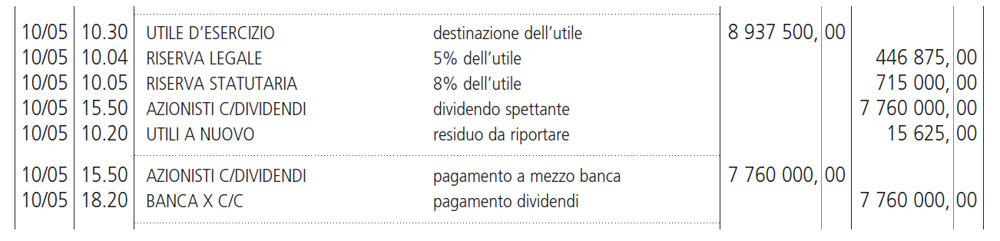 10/05 10.30 UTILE D’ESERCIZIO destinazione dell’utile 8 937 500, 00
10/05 10.04 RISERVA LEGALE 5% dell’utile 446 875, 00
10/05 10.05 RISERVA STATUTARIA 8% dell’utile 715 000, 00
10/05 15.50 AZIONISTI C/DIVIDENDI dividendo spettante 7 760 000, 00
10/05 10.20 UTILI A NUOVO residuo da riportare 15 625, 00
10/05 15.50 AZIONISTI C/DIVIDENDI pagamento a mezzo banca 7 760 000, 00
10/05 18.20 BANCA X C/C pagamento dividendi 7 760 000, 00